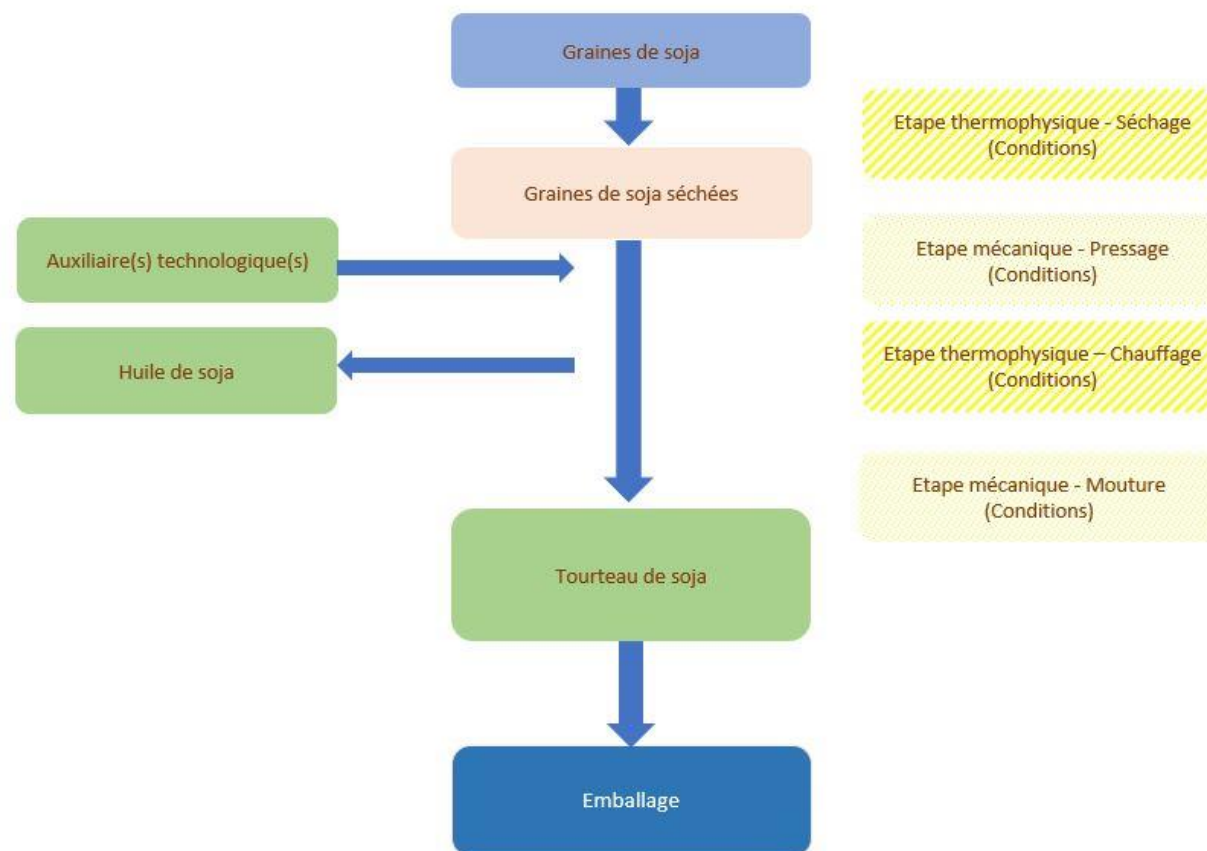 Graines de soja
Etape thermophysique - Séchage
(Conditions)
Graines de soja séchées
Auxiliaire(s) technologique(s)
Etape mécanique - Pressage
(Conditions)
Huile de soja
Etape thermophysique – Chauffage
(Conditions)
Etape mécanique - Mouture
(Conditions)
Tourteau de soja
Emballage